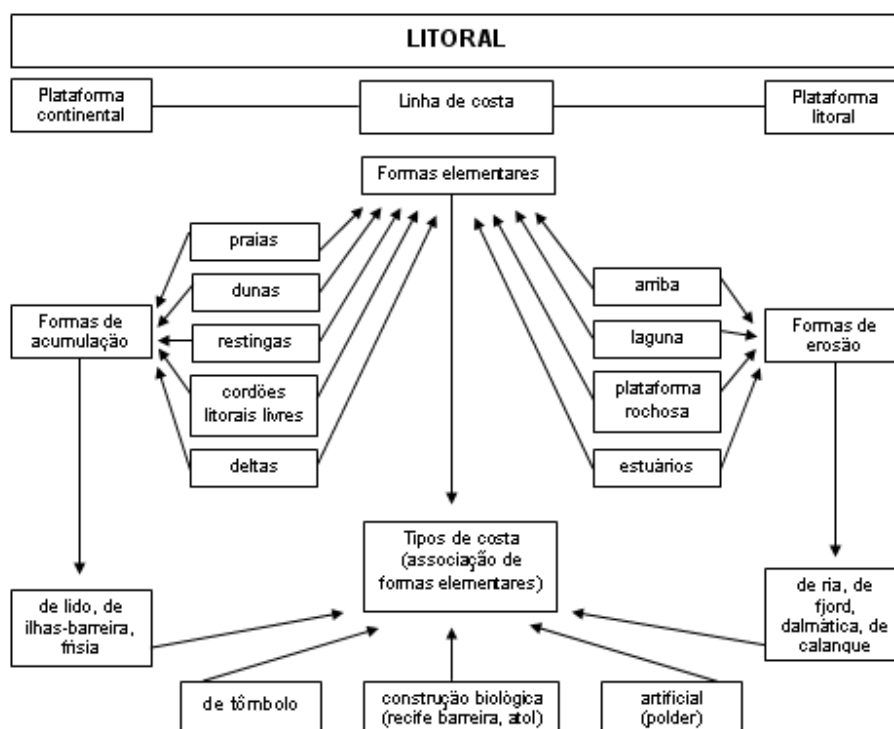 LITORAL
Plataforma
continental
Linha de costa
Plataforma
litoral
Formas elementares
praias
dunas
restingas
cordões
litorais livres
deltas
Formas de
acumulação
arriba
laguna
plataforma
rochosa
estuários
Formas de
erosão
Tipos de costa
(associação de
formas elementares)
de lido, de
ilhas-barreira,
frísia
de ria, de
fjord,
dalmática, de
calanque
de tômbolo
construção biológica
(recife barreira, atol)
artificial
(polder)